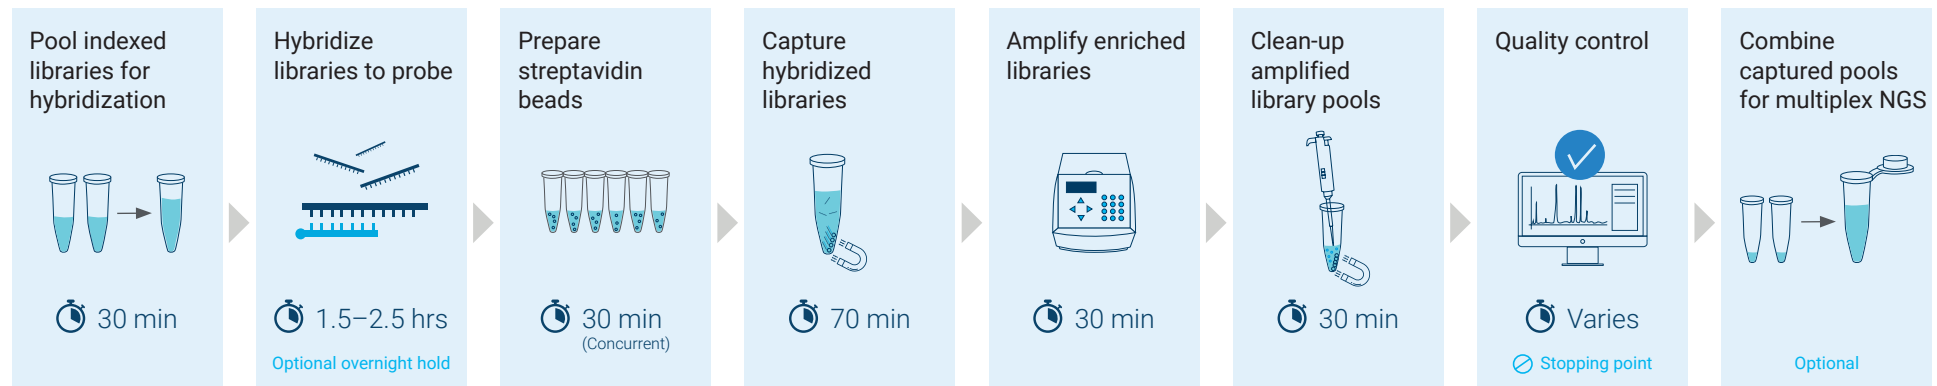 Pool indexed
libraries for
hybridization
30 min
Hybridize
libraries to probe
1.5–2.5 hrs
Optional overnight hold
Prepare
streptavidin
beads
30 min
(Concurrent)
Capture
hybridized
libraries
70 min
Amplify enriched
libraries
30 min
Clean-up
amplified
library pools
30 min
Quality control
Varies
Stopping point
Combine
captured pools
for multiplex NGS
Optional